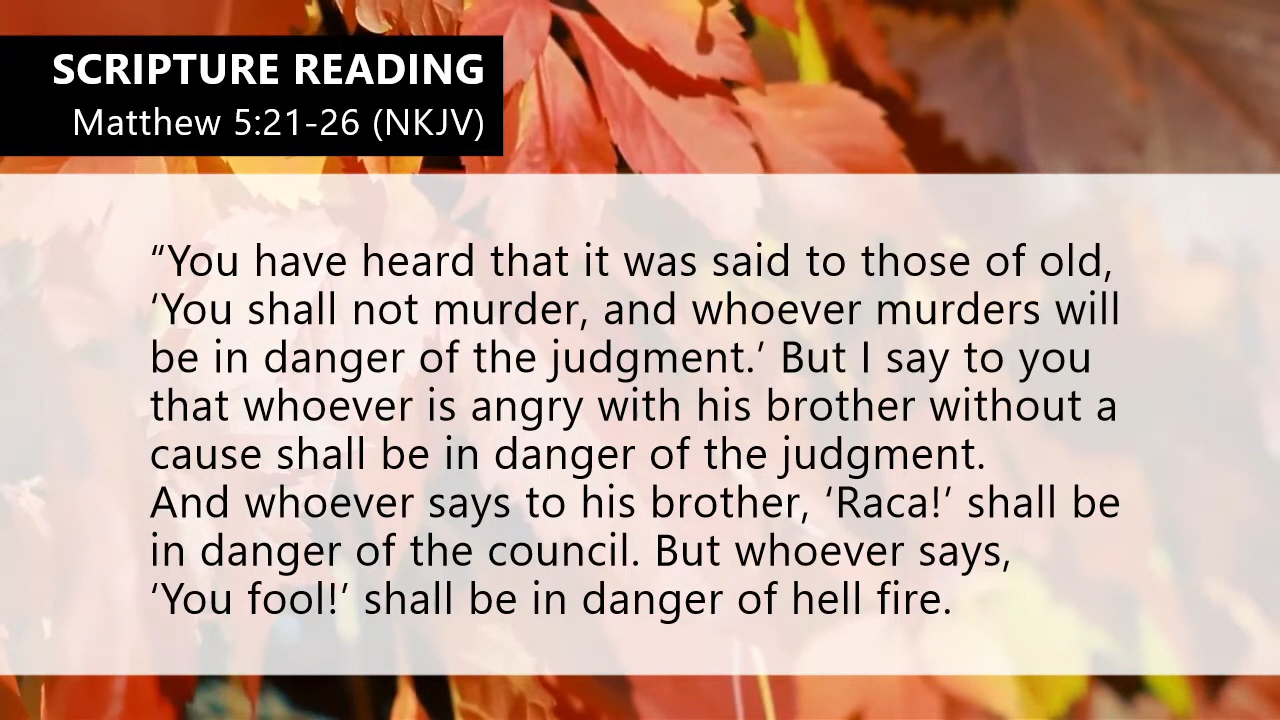 SCRIPTURE READING
Matthew 5:21-26 (NKJV)
“You have heard that it was said to those of old,
‘You shall not murder, and whoever murders will
be in danger of the judgment.’ But I say to you
that whoever is angry with his brother without a
cause shall be in danger of the judgment.
And whoever says to his brother, ‘Raca!’ shall be
in danger of the council. But whoever says,
‘You fool!’ shall be in danger of hell fire.